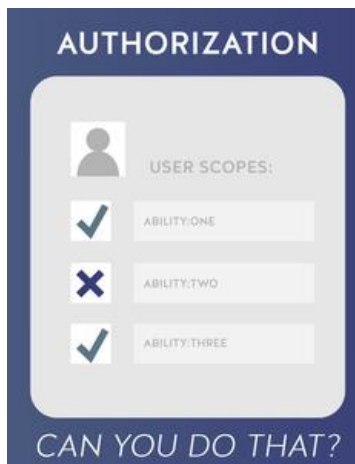 AUTHORIZATION
USER SCOPES:
ABILITY:ONE
ABILITY:TWO
ABILITY:THREE
CAN YOU DO THAT?